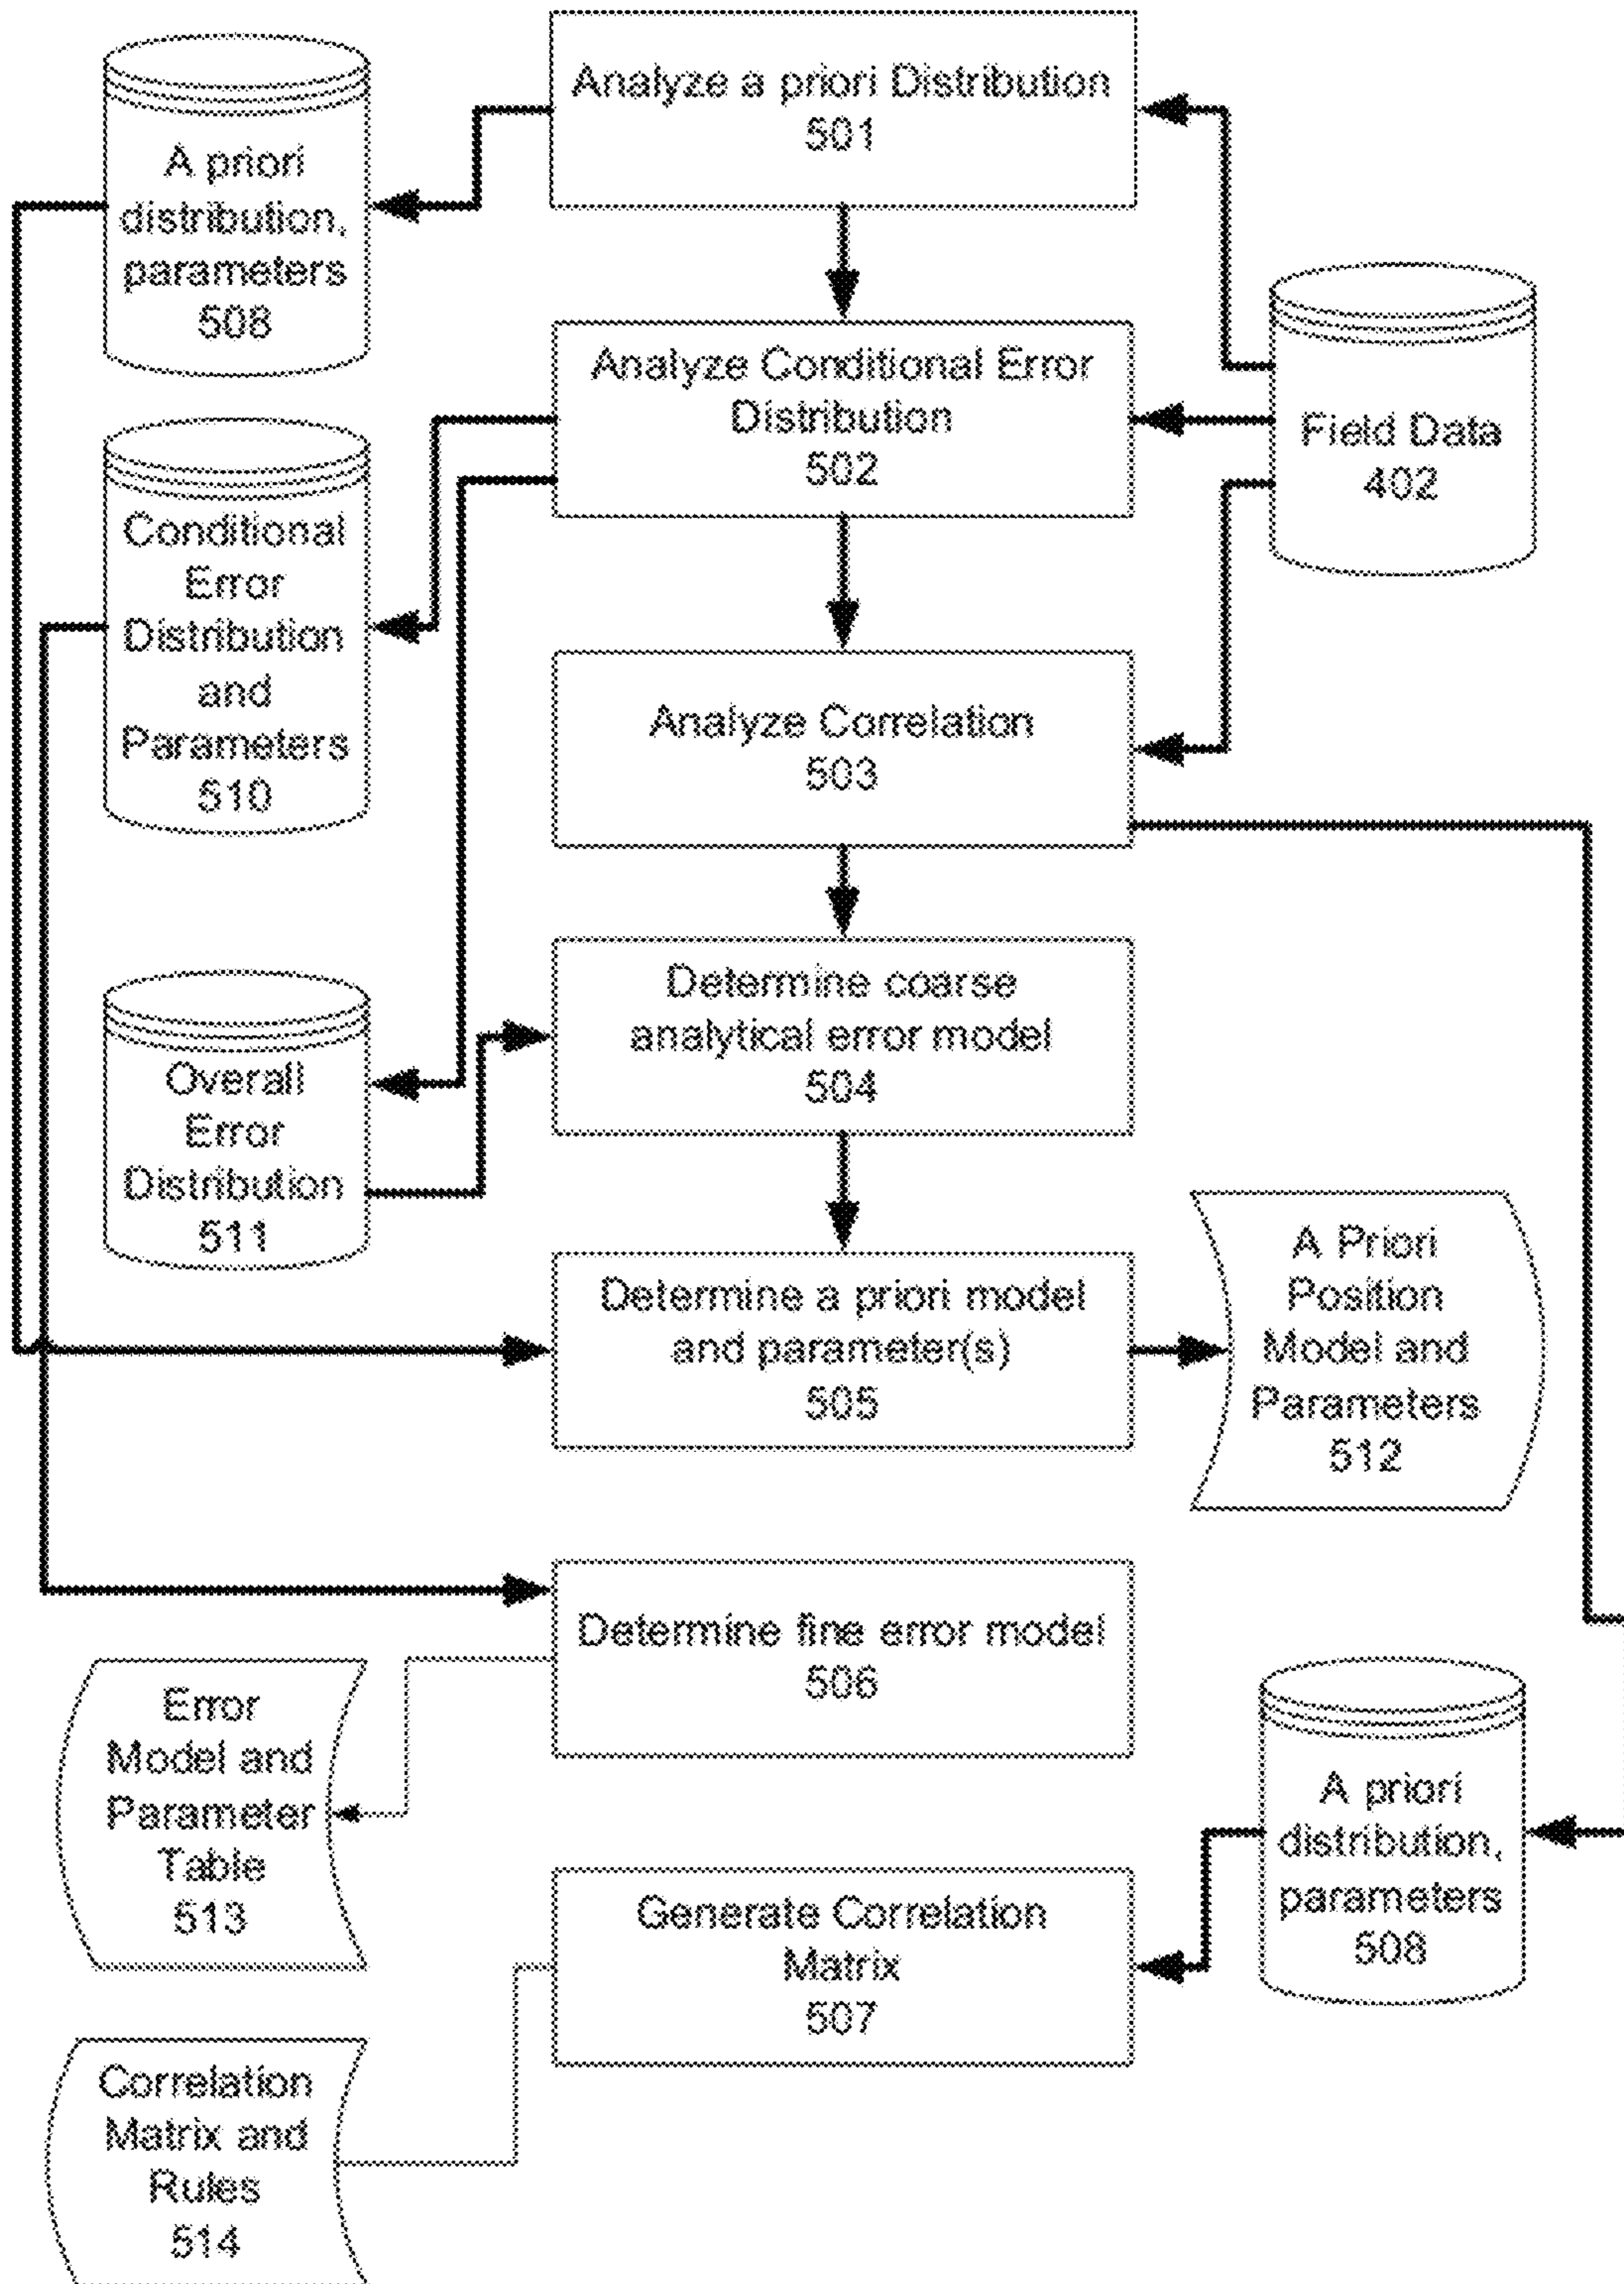 Analyze a priori Distribution
501
A priori
distribution,
parameters
508
Analyze Conditional Error
Distribution
502
Field Data
402
Conditional
Error
Distribution
and
Parameters
510
Analyze Correlation
503
Determine coarse
analytical error model
504
Overall
Error
Distribution
511
Determine a priori model
and parameter(s)
505
A Priori
Position
Model and
Parameters
512
Determine fine error model
506
Error
Model and
Parameter
Table
513
A priori
distribution,
parameters
508
Generate Correlation
Matrix
507
Correlation
Matrix and
Rules
514